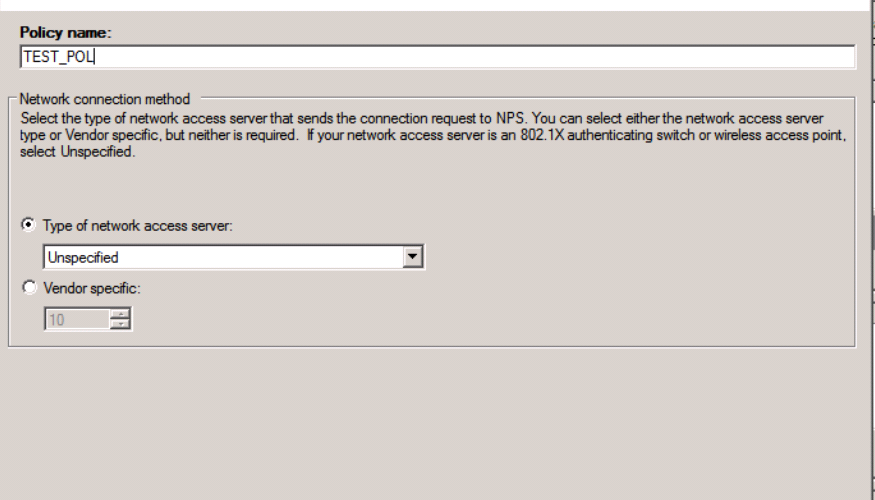 Policy name:
TEST_POL
Network connection method
Select the type of network access server that sends the connection request to NPS. You can select either the network access server
type or Vendor specific, but neither is required.  If your network access server is an 802.1X authenticating switch or wireless access point,
select Unspecified.
Type of network access server:
Unspecified
Vendor specific:
10